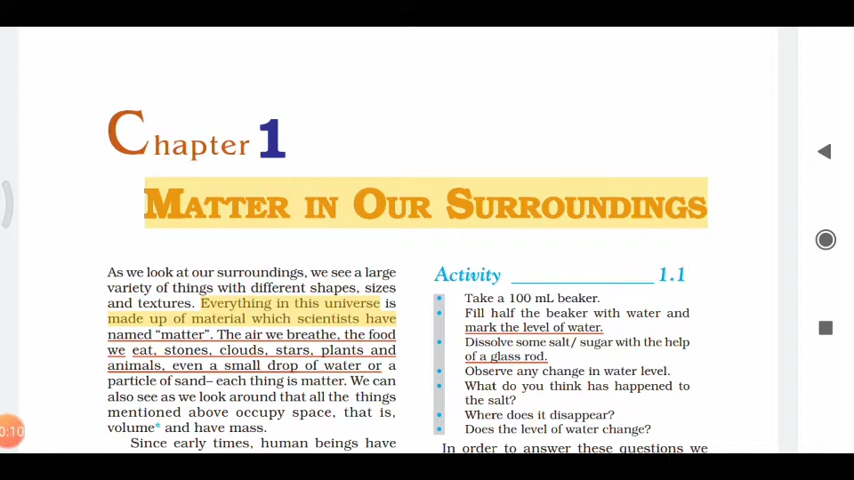 Chapter 1
MATTER IN OUR SURROUNDINGS
As we look at our surroundings, we see a large
variety of things with different shapes, sizes
and textures. Everything in this universe is
made up of material which scientists have
named “matter”. The air we breathe, the food
we eat, stones, clouds, stars, plants and
animals, even a small drop of water or a
particle of sand– each thing is matter. We can
also see as we look around that all the things
mentioned above occupy space, that is,
volume* and have mass.
Since early times, human beings have
Activity 1.1
• Take a 100 mL beaker.
• Fill half the beaker with water and
mark the level of water.
• Dissolve some salt/ sugar with the help
of a glass rod.
• Observe any change in water level.
• What do you think has happened to
the salt?
• Where does it disappear?
• Does the level of water change?
In order to answer these questions we
0:10